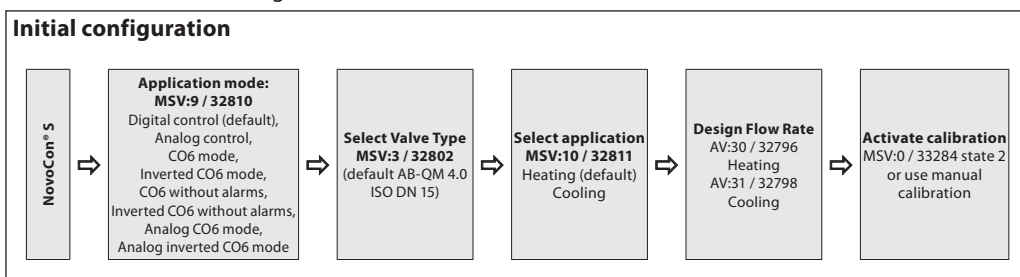 Initial configuration
NovoCon® S
Application mode:
MSV:9 / 32810
Digital control (default),
Analog control,
CO6 mode,
Inverted CO6 mode,
CO6 without alarms,
Inverted CO6 without alarms,
Analog CO6 mode,
Analog inverted CO6 mode
Select Valve Type
MSV:3 / 32802
(default AB-QM 4.0
ISO DN 15)
Select application
MSV:10 / 32811
Heating (default)
Cooling
Design Flow Rate
AV:30 / 32796
Heating
AV:31 / 32798
Cooling
Activate calibration
MSV:0 / 33284 state 2
or use manual
calibration